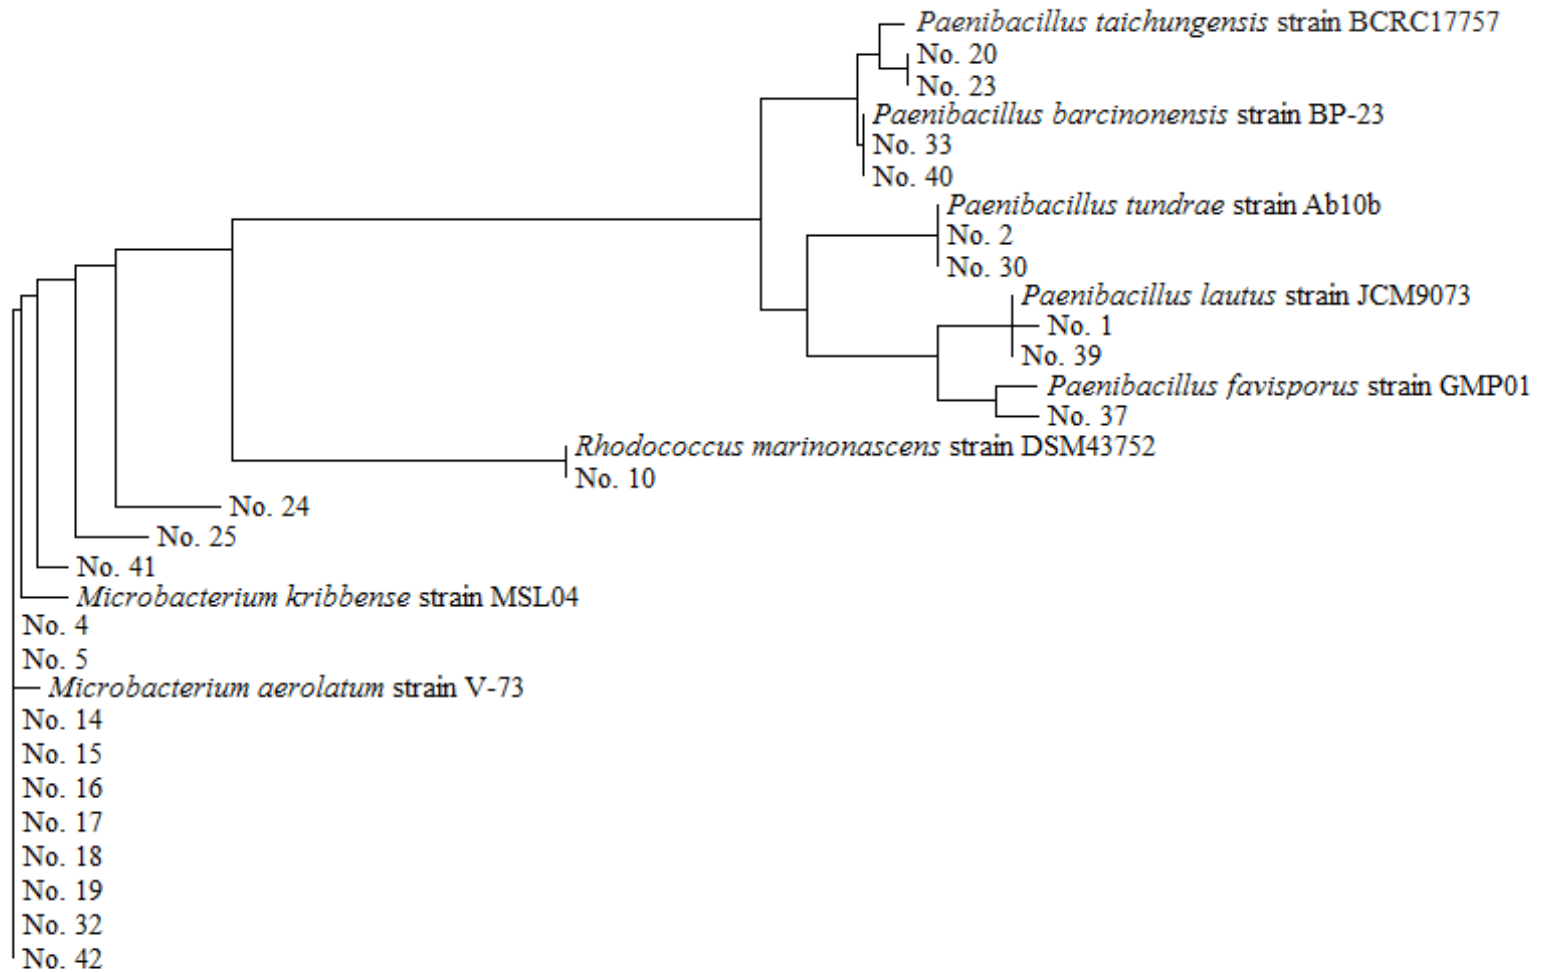 Paenibacillus taichungensis strain BCRC17757
No. 20
No. 23
Paenibacillus barcinonensis strain BP-23
No. 33
No. 40
Paenibacillus tundrae strain Ab10b
No. 2
No. 30
Paenibacillus lautus strain JCM9073
No. 1
No. 39
Paenibacillus favisporus strain GMP01
No. 37
Rhodococcus marinonascens strain DSM43752
No. 10
No. 24
No. 25
No. 41
Microbacterium kribbense strain MSL04
No. 4
No. 5
Microbacterium aerolatum strain V-73
No. 14
No. 15
No. 16
No. 17
No. 18
No. 19
No. 32
No. 42